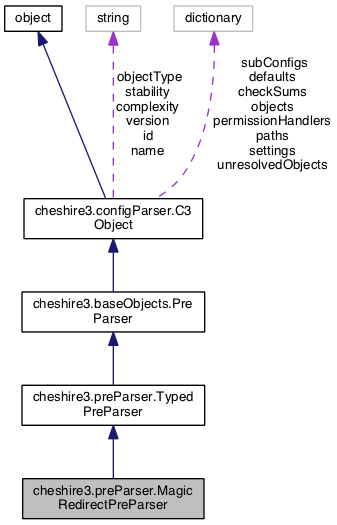 object
string
dictionary
objectType
stability
complexity
version
id
name
subConfigs
defaults
checkSums
objects
permissionHandlers
paths
settings
unresolvedObjects
cheshire3.configParser.C3
Object
cheshire3.baseObjects.Pre
Parser
cheshire3.preParser.Typed
PreParser
cheshire3.preParser.Magic
RedirectPreParser